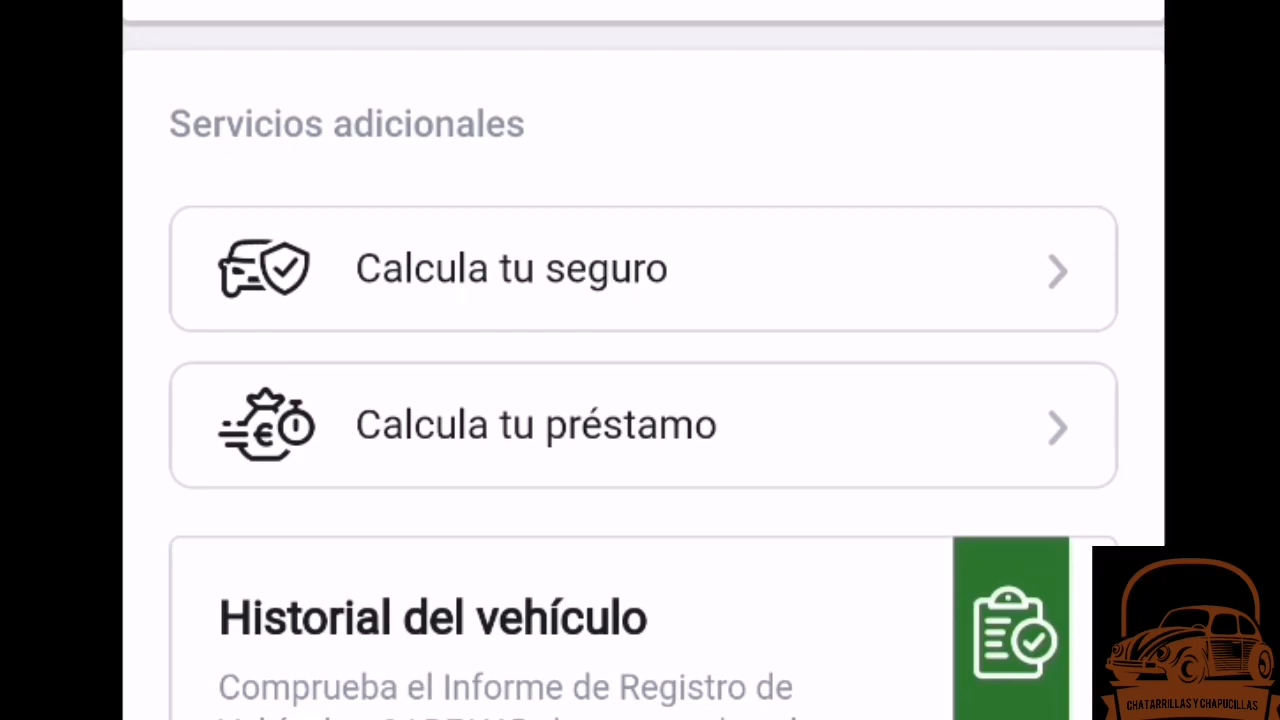 Servicios adicionales
Calcula tu seguro
Calcula tu préstamo
Historial del vehículo
Comprueba el Informe de Registro de
CHATARRILLAS Y CHAPUCILLAS